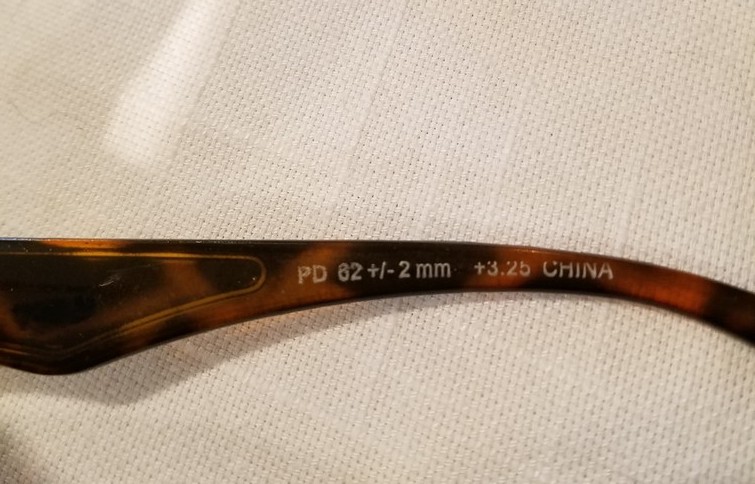 PD 62 +/- 2 mm +3.25 CHINA